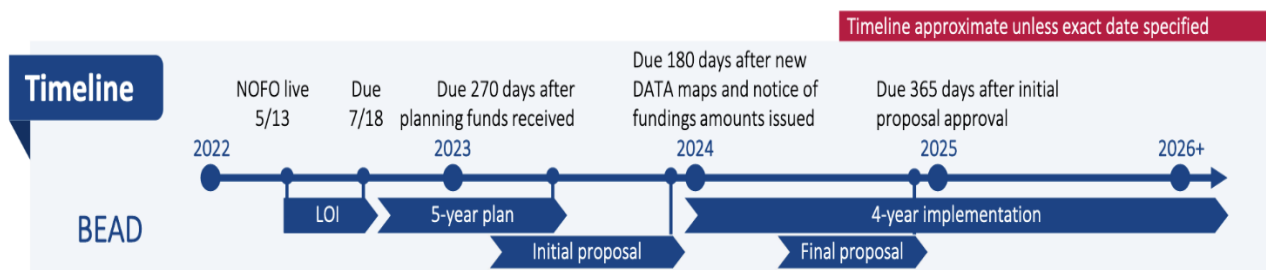 Timeline approximate unless exact date specified
Timeline
NOFO live
5/13
Due
7/18
Due 270 days after
planning funds received
Due 180 days after new
DATA maps and notice of
fundings amounts issued
Due 365 days after initial
proposal approval
2022
2023
2024
2025
2026+
BEAD
LOI
5-year plan
4-year implementation
Initial proposal
Final proposal